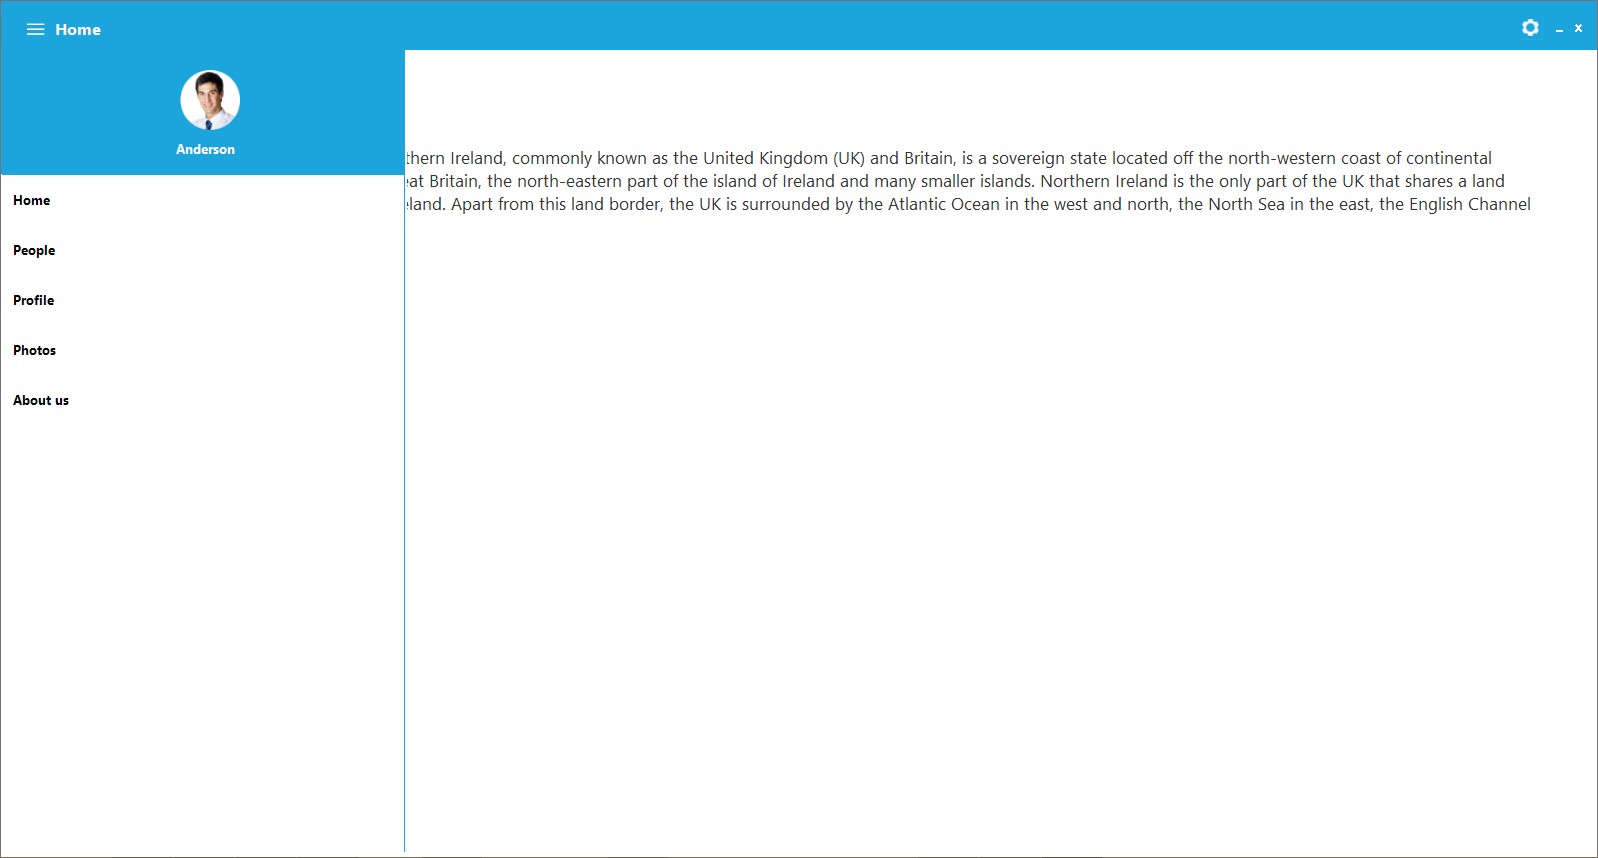 Home
x
Anderson
Home
People
Profile
Photos
About us
thern Ireland, commonly known as the United Kingdom (UK) and Britain, is a sovereign state located off the north-western coast of continental
eat Britain, the north-eastern part of the island of Ireland and many smaller islands. Northern Ireland is the only part of the UK that shares a land
eland. Apart from this land border, the UK is surrounded by the Atlantic Ocean in the west and north, the North Sea in the east, the English Channel